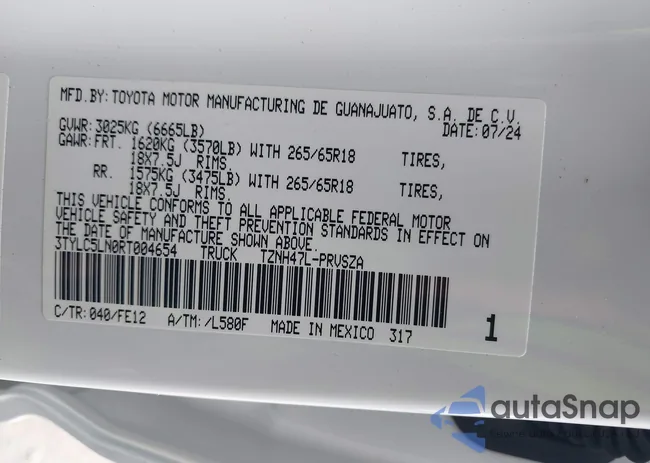 MFD.BY:TOYOTA MOTOR MANUFACTURING DE GUANAJUATO, S.A. DE C.V.
GVWR:3025KG (6665LB) DATE:07/24
GAWR:FRT. 1620KG (3570LB) WITH 265/65R18 TIRES,
18X7.5J RIMS,
RR. 1575KG (3475LB) WITH 265/65R18 TIRES,
18X7.5J RIMS,
THIS VEHICLE CONFORMS TO ALL APPLICABLE FEDERAL MOTOR
VEHICLE SAFETY AND THEFT PREVENTION STANDARDS IN EFFECT ON
THE DATE OF MANUFACTURE SHOWN ABOVE.
3TYLC5LN0RT004654 TRUCK TZNH47L-PRVSZA
C/TR:040/FE12 A/TM:/L580F MADE IN MEXICO 317 1
autaSnap